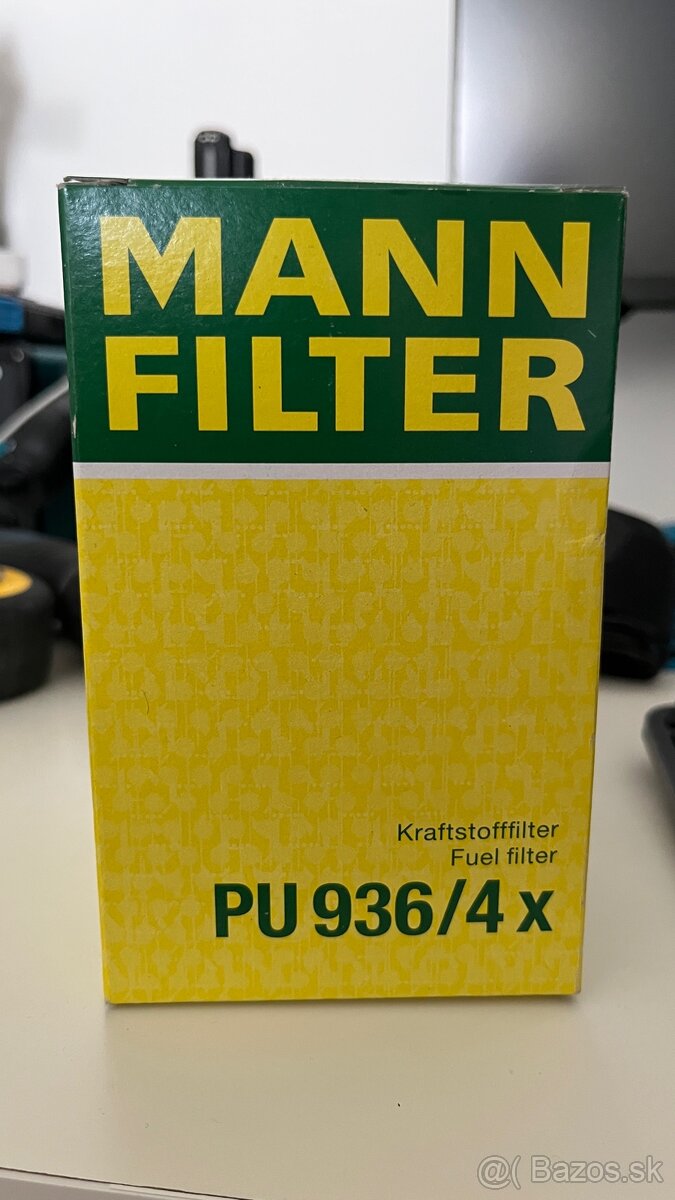 MANN
FILTER
Kraftstofffilter
Fuel filter
PU 936/4 x
@( Bazos.sk